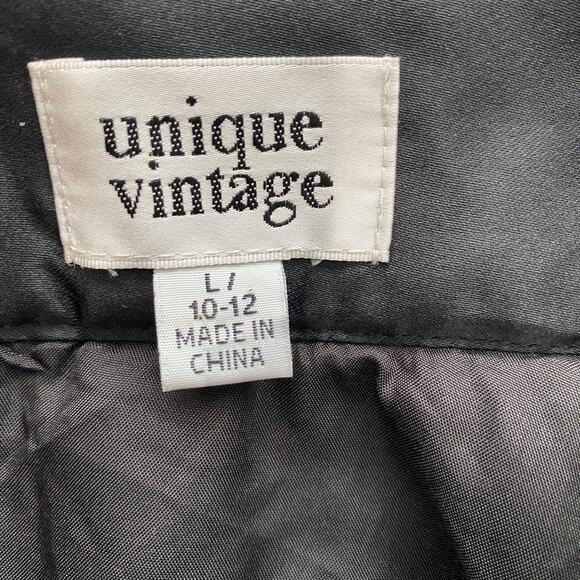 unique
vintage
L /
10-12
MADE IN
CHINA